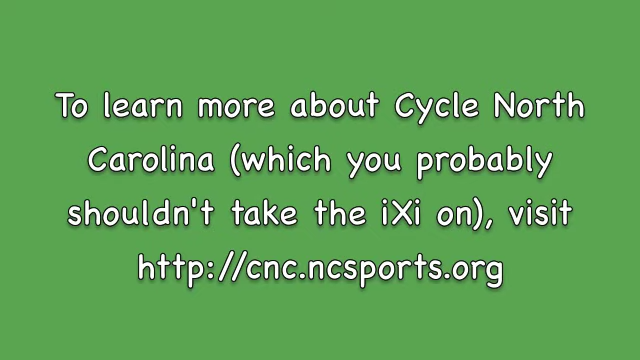 To learn more about Cycle North
Carolina (which you probably
shouldn't take the iXi on), visit
http://cnc.ncsports.org